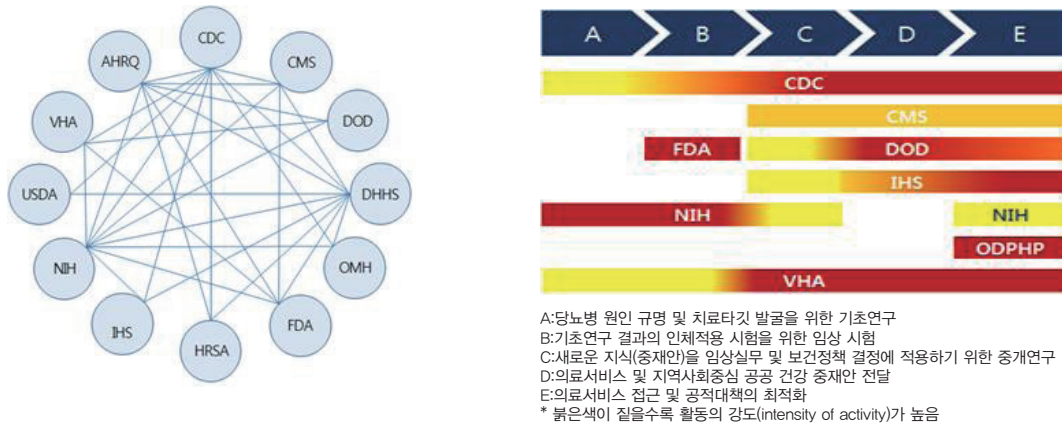 CDC
CMS
DOD
DHHS
OMH
FDA
HRSA
IHS
NIH
USDA
VHA
AHRQ
A B C D E
CDC
CMS
FDA DOD
IHS
NIH NIH
ODPHP
VHA
A:당뇨병 원인 규명 및 치료타깃 발굴을 위한 기초연구
B:기초연구 결과의 인체적용 시험을 위한 임상 시험
C:새로운 지식(중재안)을 임상실무 및 보건정책 결정에 적용하기 위한 중개연구
D:의료서비스 및 지역사회중심 공공 건강 중재안 전달
E:의료서비스 접근 및 공적대책의 최적화
* 붉은색이 짙을수록 활동의 강도(intensity of activity)가 높음